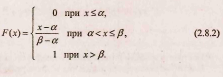 0 при x≤α,
F(x)= x−α / β−α при α<x≤β, (2.8.2)
1 при x>β.